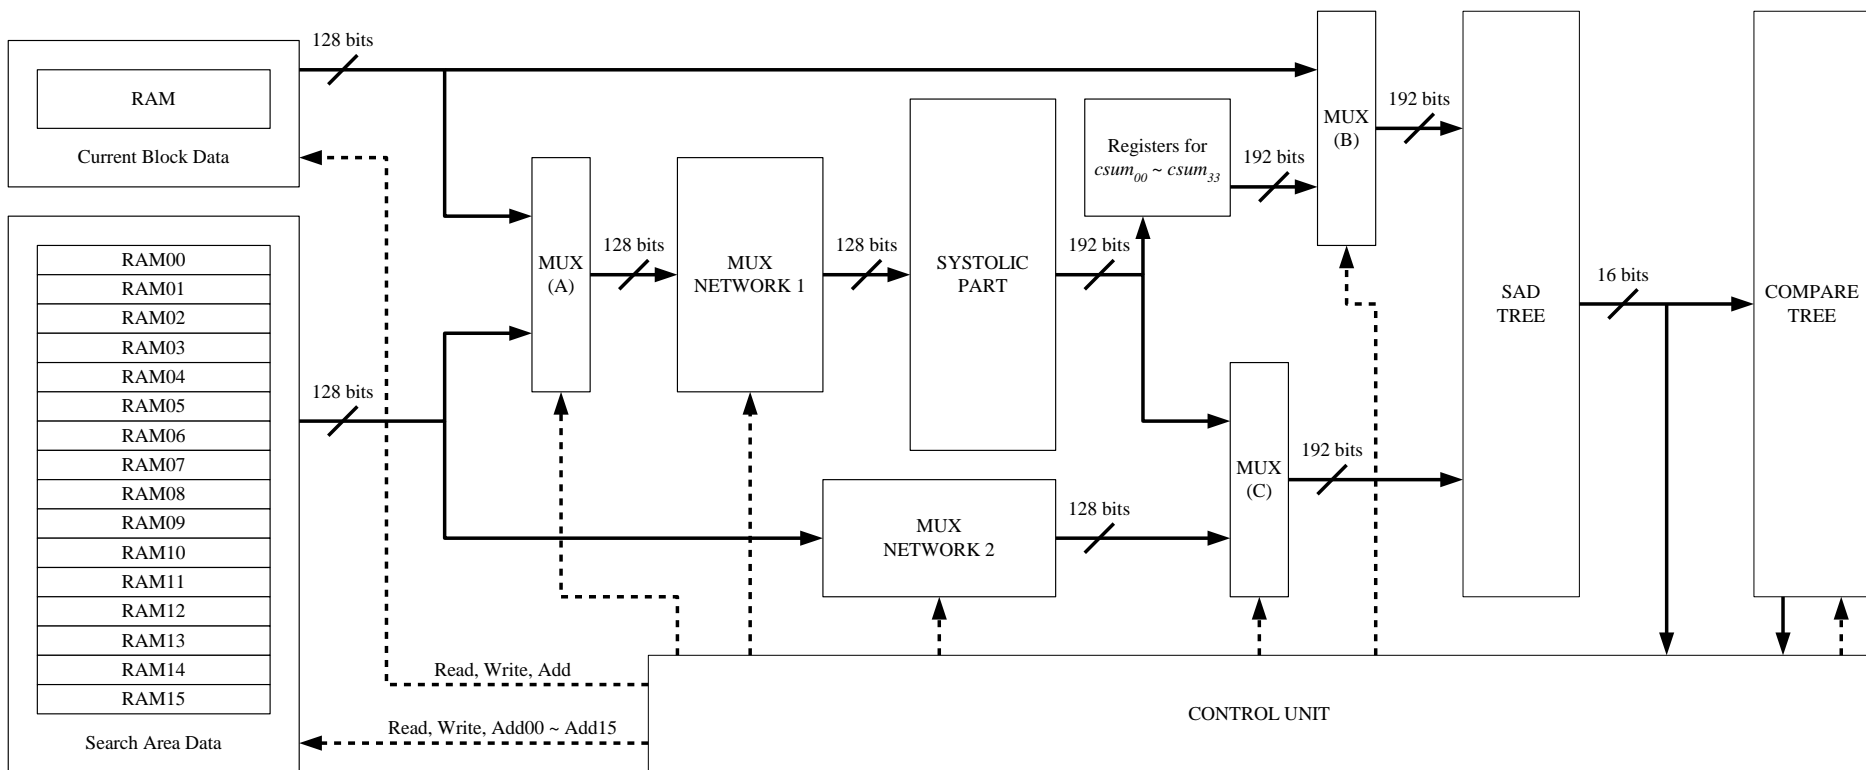 128 bits
RAM
Current Block Data
RAM00
RAM01
RAM02
RAM03
RAM04
RAM05
RAM06
RAM07
RAM08
RAM09
RAM10
RAM11
RAM12
RAM13
RAM14
RAM15
Search Area Data
128 bits
MUX
(A)
128 bits
MUX
NETWORK 1
128 bits
SYSTOLIC
PART
192 bits
Registers for
csum00 ~ csum33
192 bits
MUX
(B)
192 bits
MUX
NETWORK 2
128 bits
MUX
(C)
192 bits
SAD
TREE
16 bits
COMPARE
TREE
Read, Write, Add
Read, Write, Add00 ~ Add15
CONTROL UNIT